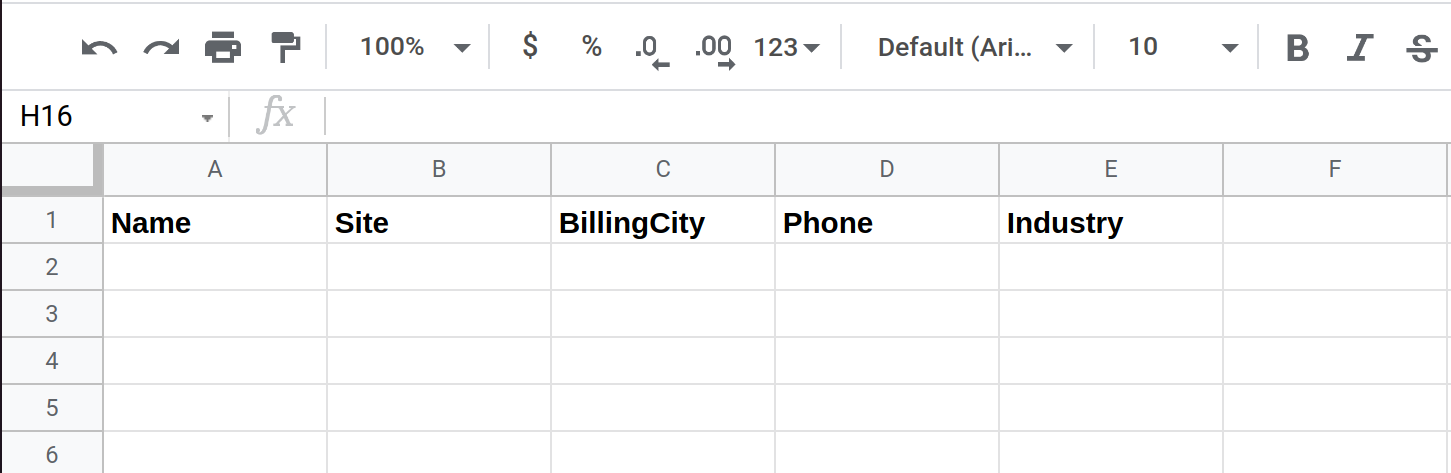 100% $ % .0 .00 123 Default (Ari... 10 B I S
H16 fx
A B C D E F
1 Name Site BillingCity Phone Industry
2
3
4
5
6